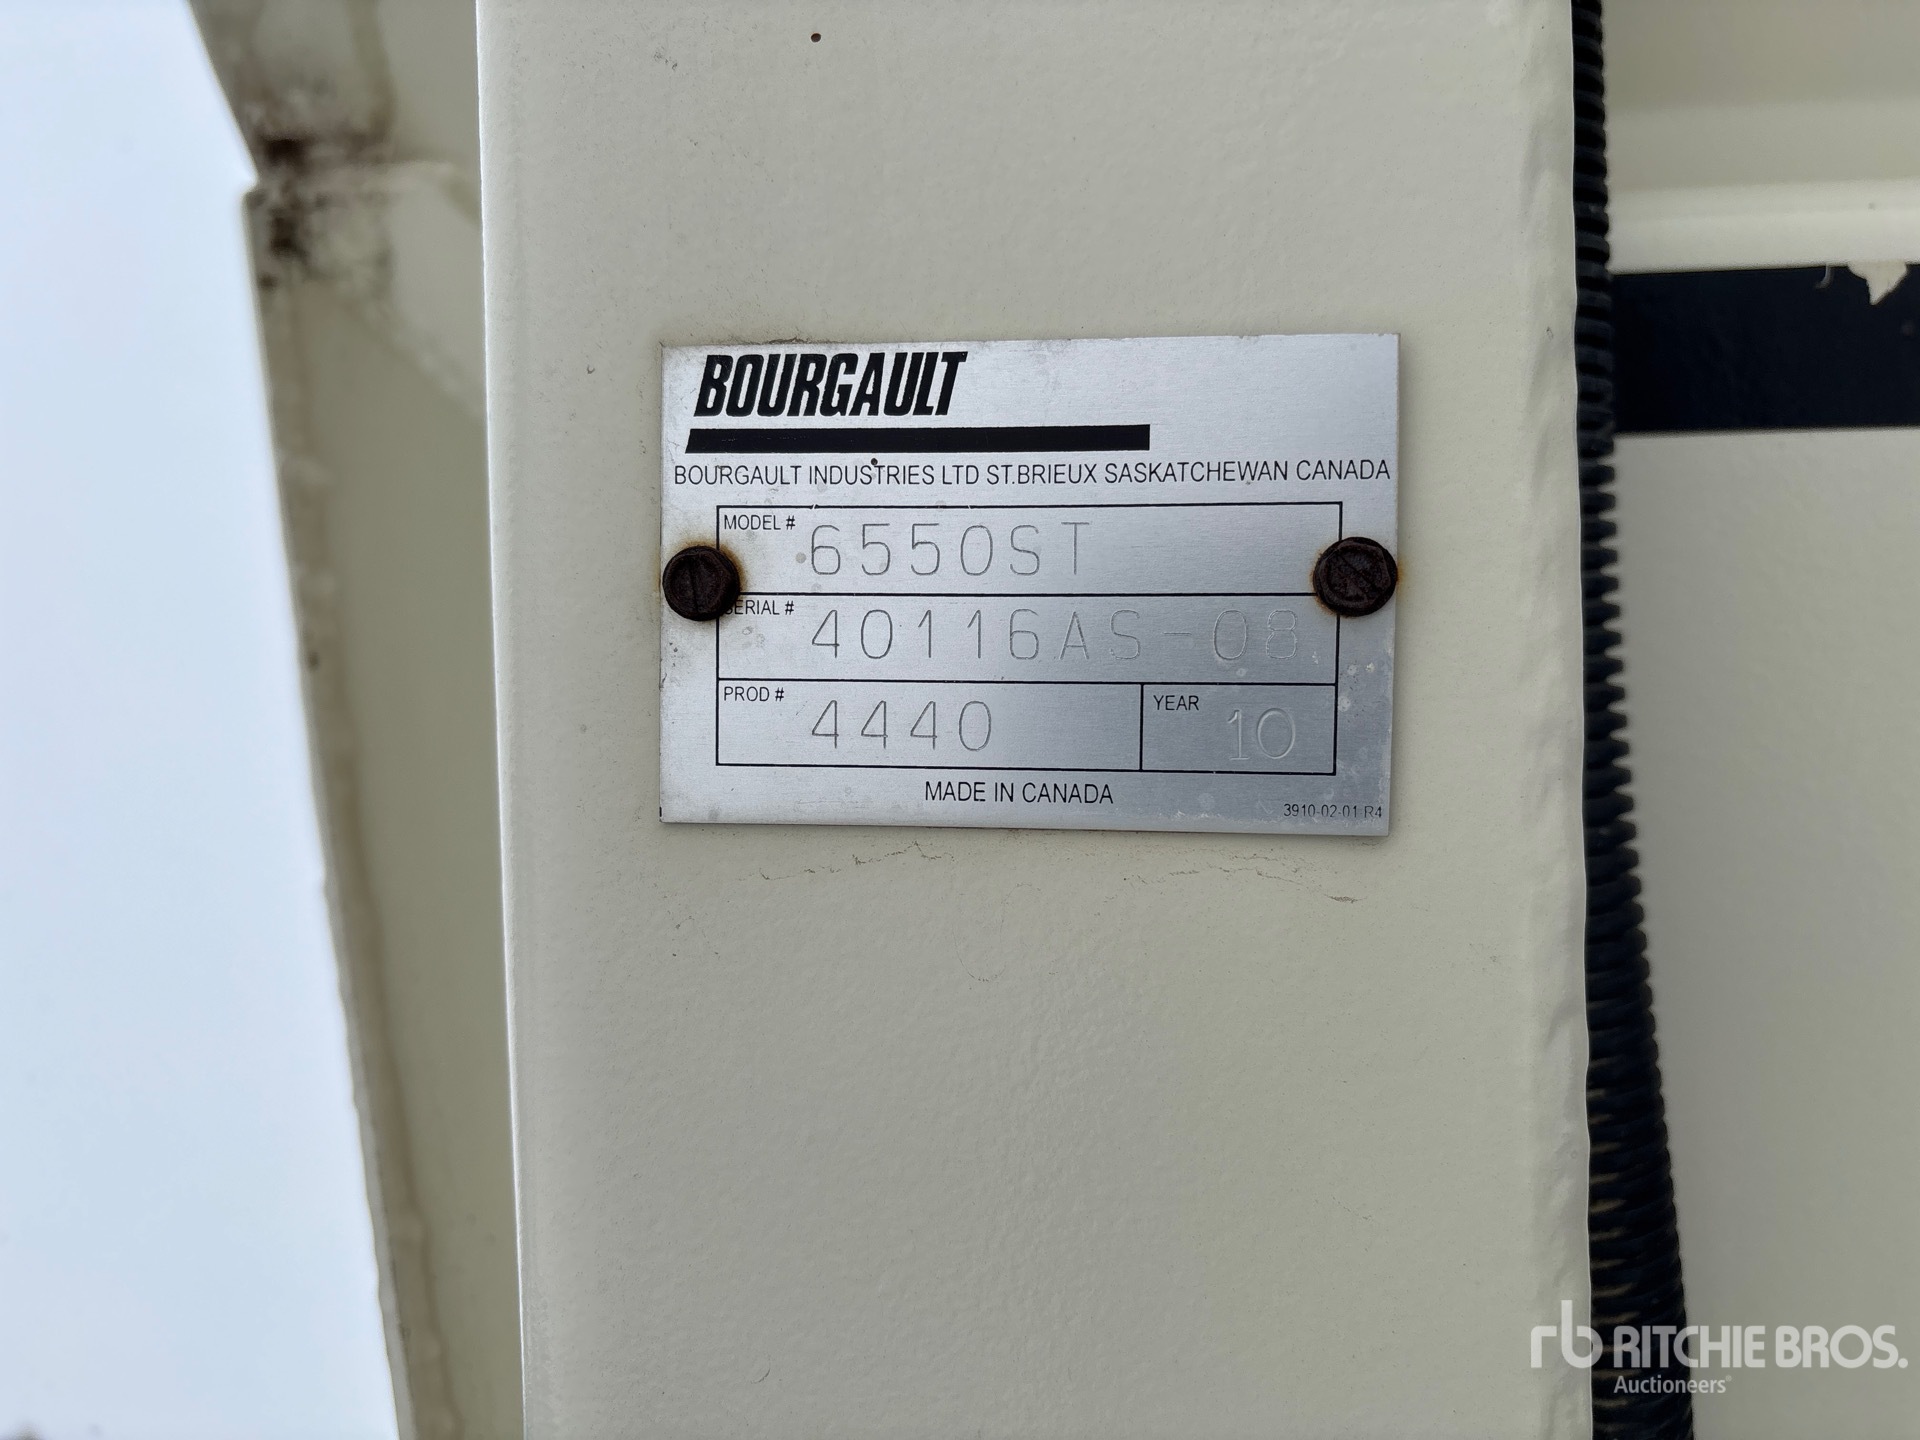 BOURGAULT
BOURGAULT INDUSTRIES LTD ST.BRIEUX SASKATCHEWAN CANADA
MODEL # 6550ST
SERIAL # 40116AS-08
PROD # 4440 YEAR 10
MADE IN CANADA
3910-02-01 R4
rb RITCHIE BROS.
Auctioneers